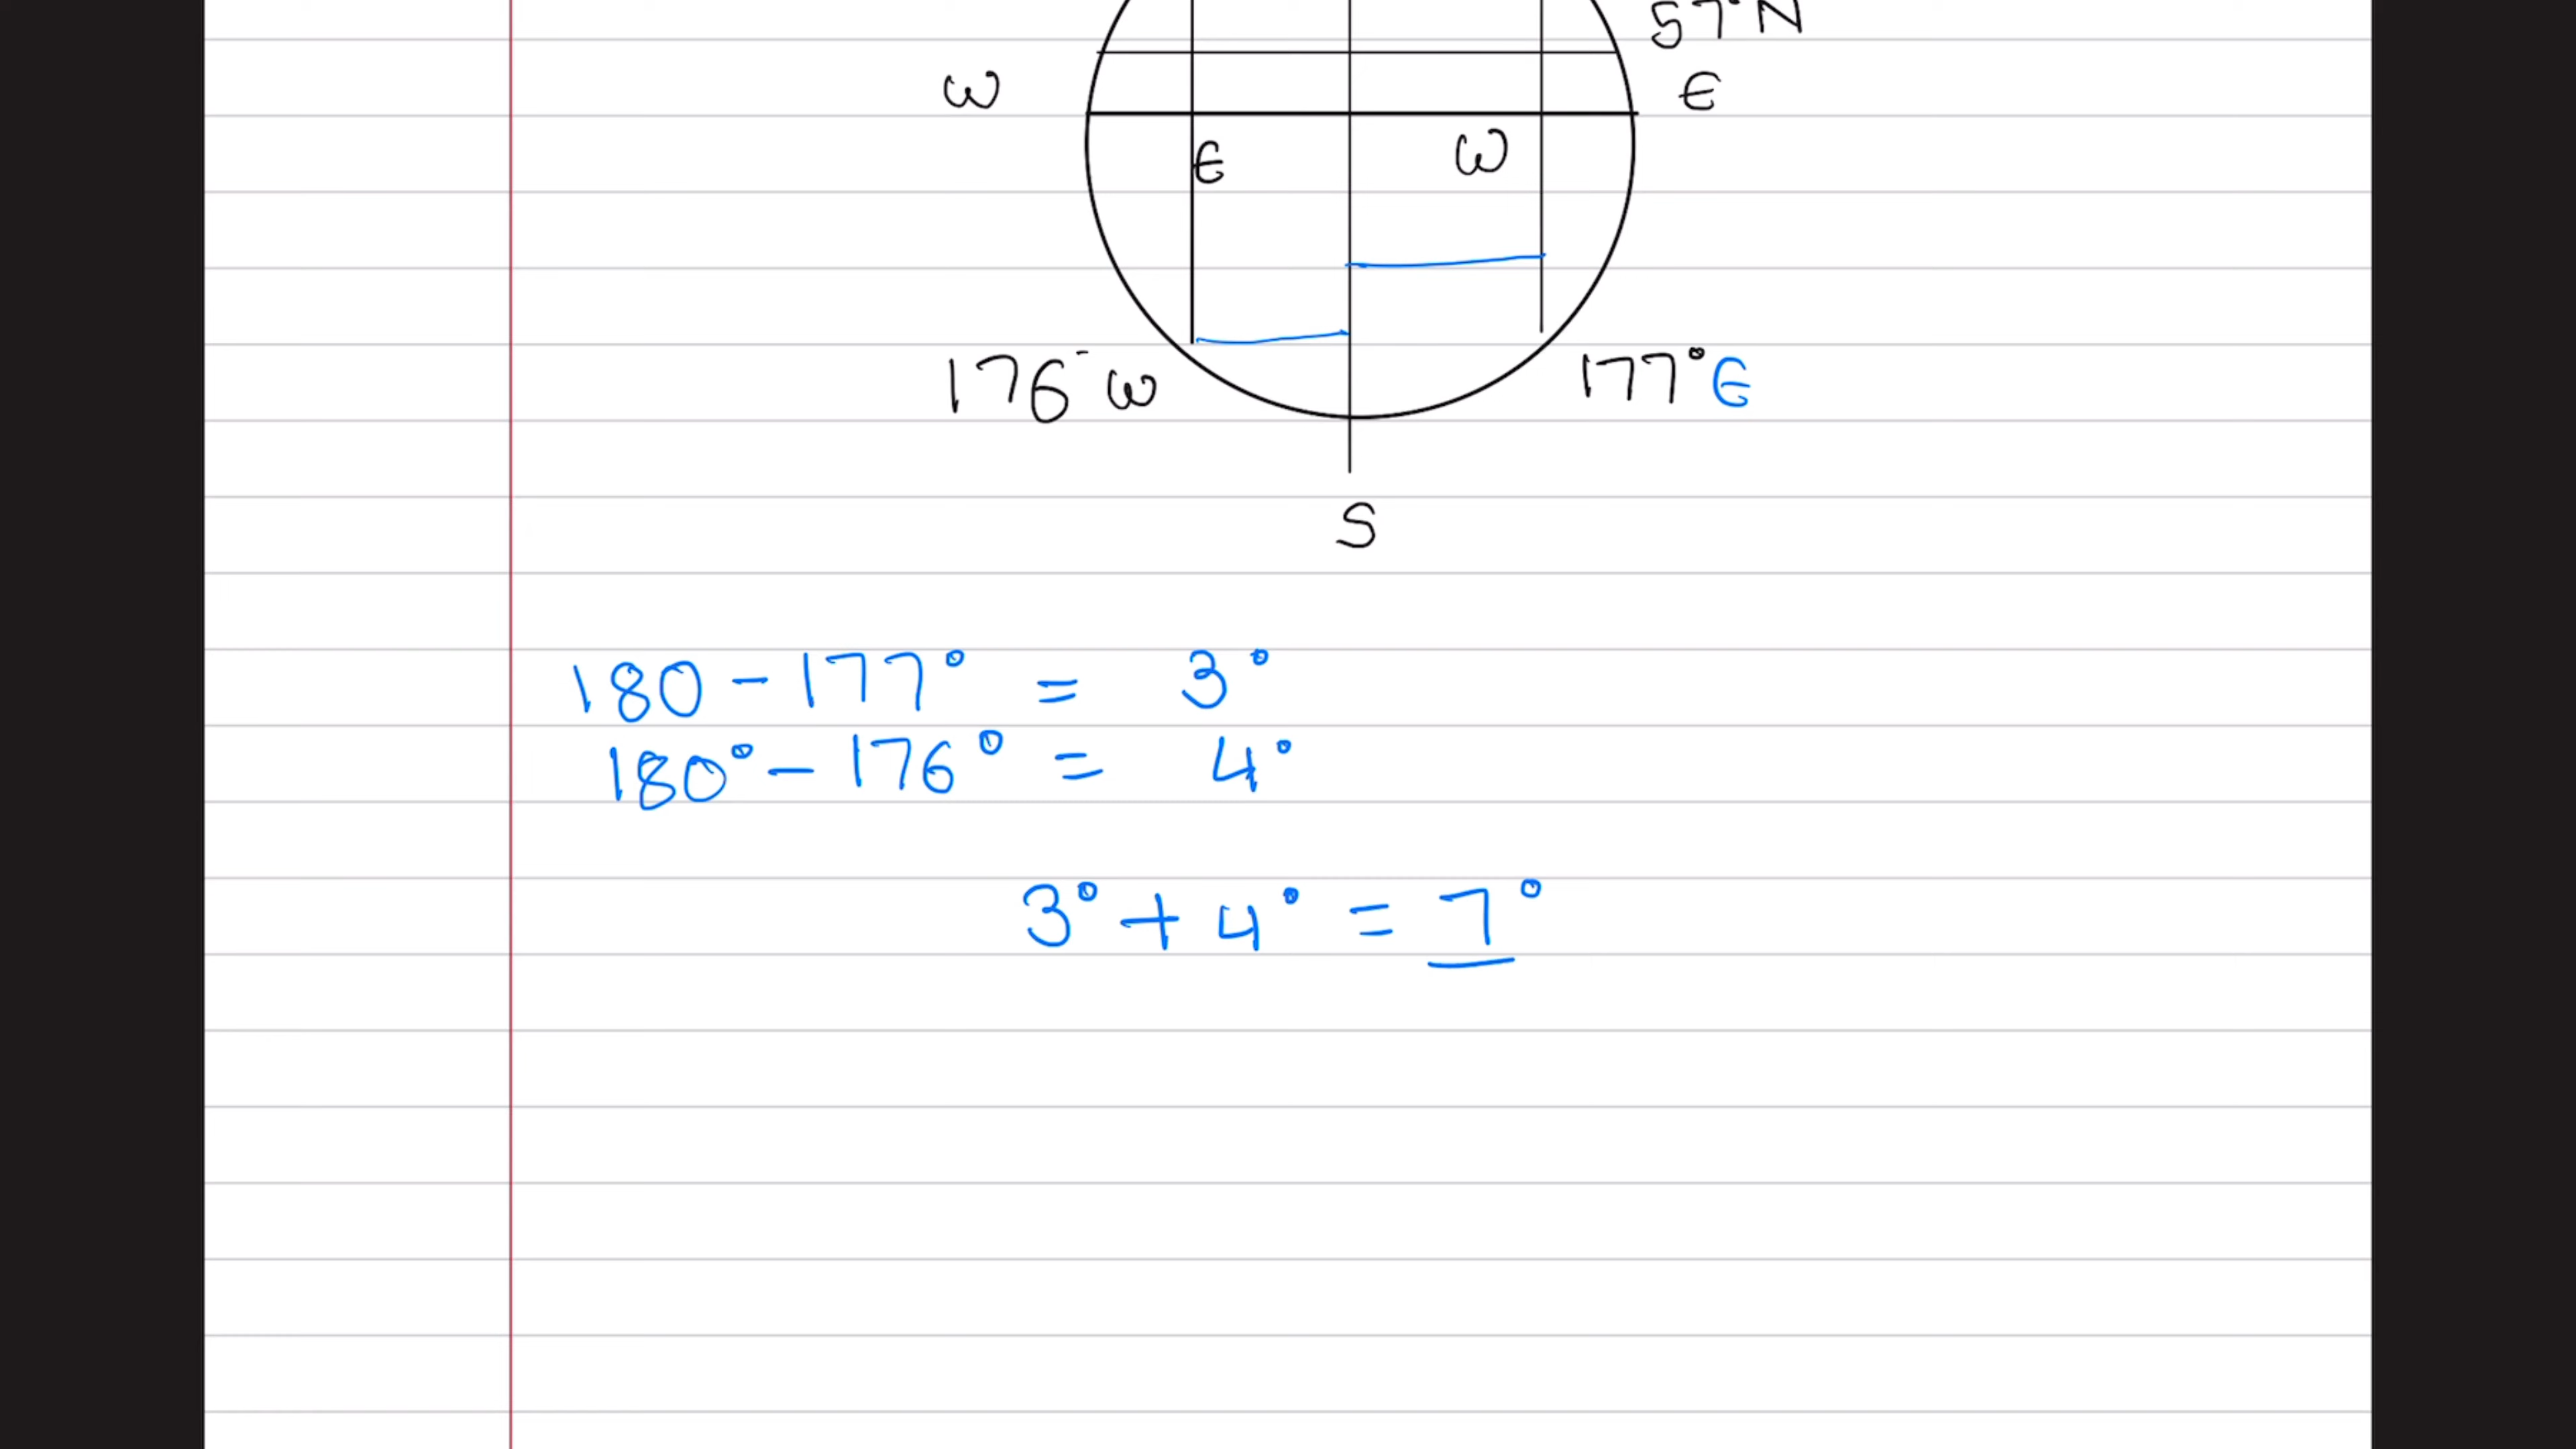 57°N
W E
E W
176° W 177° E
S
180 - 177° = 3°
180° - 176° = 4°
3° + 4° = 7°